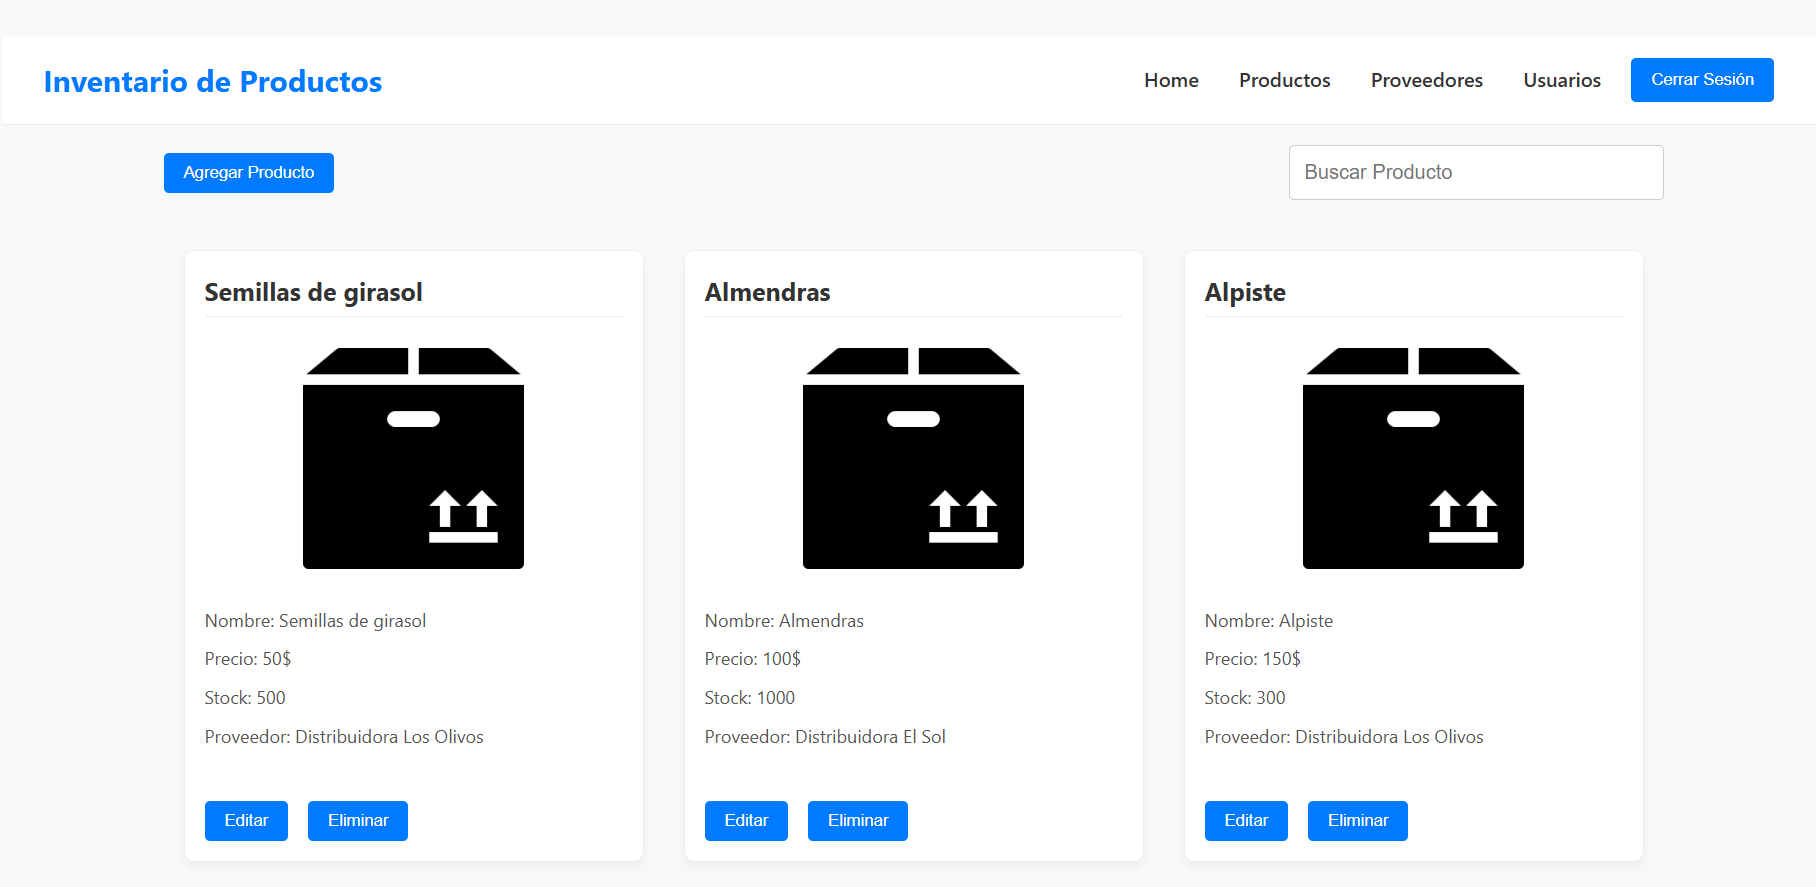 Inventario de Productos
Home
Productos
Proveedores
Usuarios
Cerrar Sesión
Agregar Producto
Buscar Producto
Semillas de girasol
Nombre: Semillas de girasol
Precio: 50$
Stock: 500
Proveedor: Distribuidora Los Olivos
Editar
Eliminar
Almendras
Nombre: Almendras
Precio: 100$
Stock: 1000
Proveedor: Distribuidora El Sol
Editar
Eliminar
Alpiste
Nombre: Alpiste
Precio: 150$
Stock: 300
Proveedor: Distribuidora Los Olivos
Editar
Eliminar